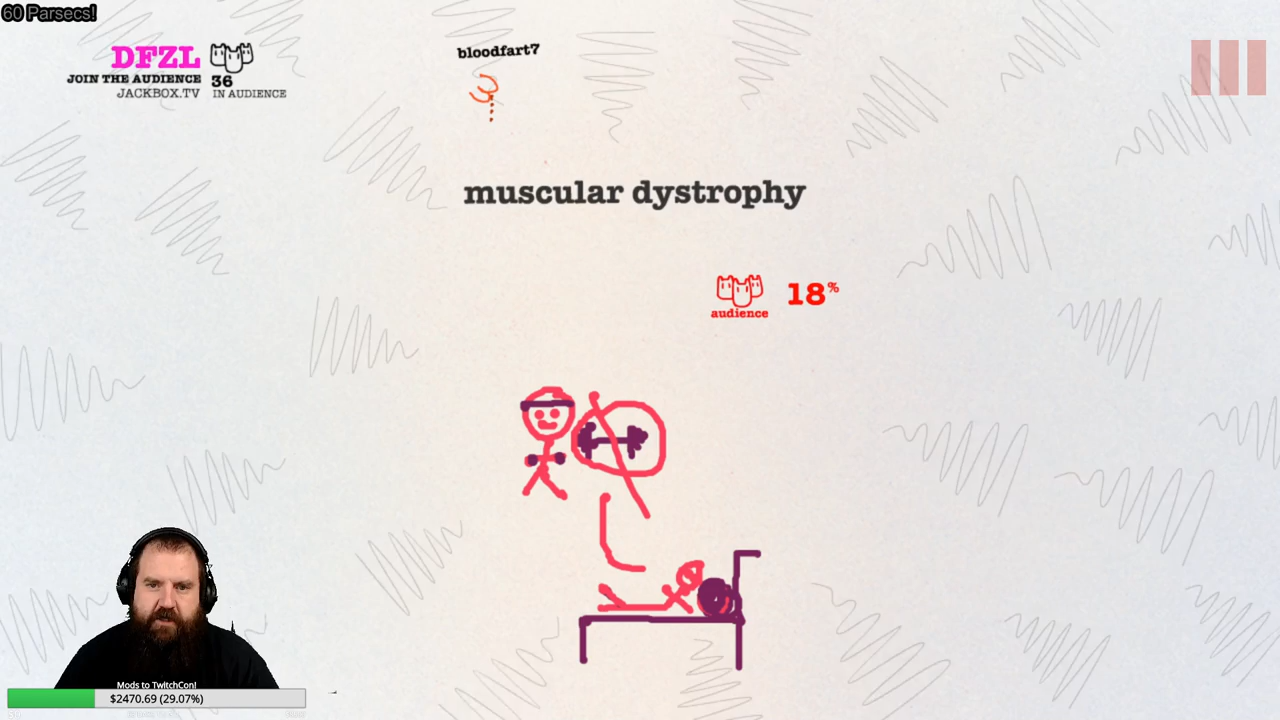 60 Parsecs!
DFZL
JOIN THE AUDIENCE
JACKBOX.TV
36
IN AUDIENCE
bloodfart7
muscular dystrophy
audience
18%
Mods to TwitchCon!
$2470.69 (29.07%)